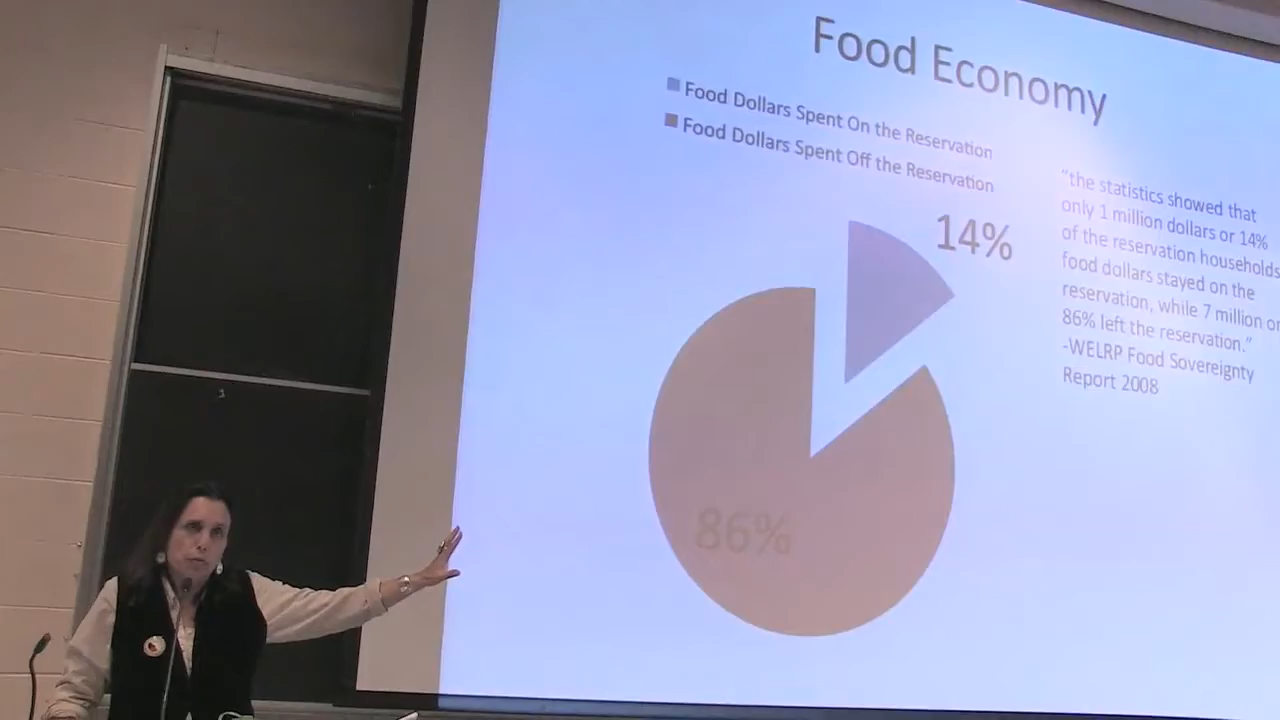 Food Economy
Food Dollars Spent On the Reservation
Food Dollars Spent Off the Reservation
14%
86%
"the statistics showed that
only 1 million dollars or 14%
of the reservation households
food dollars stayed on the
reservation, while 7 million or
86% left the reservation."
-WELRP Food Sovereignty
Report 2008